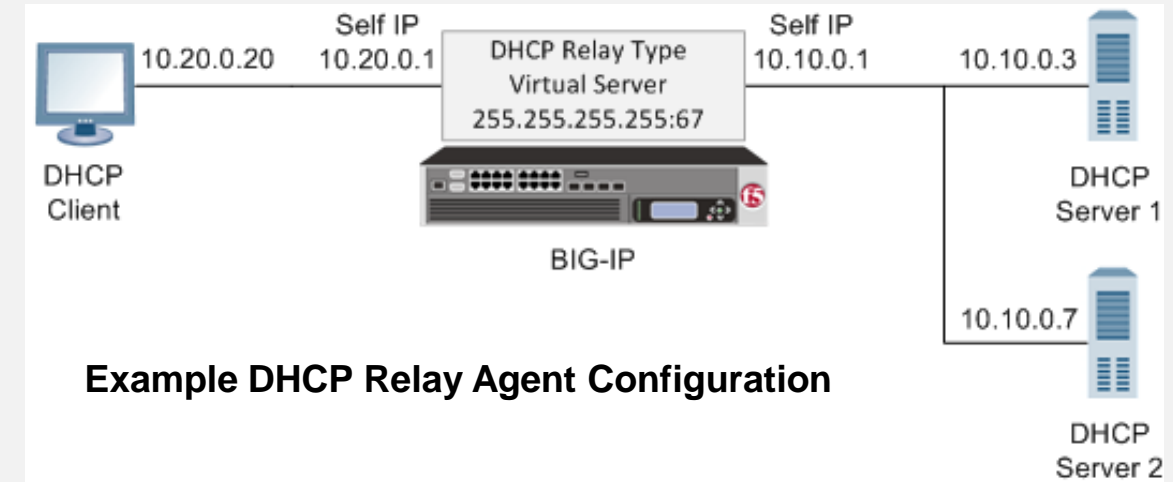 Self IP
10.20.0.20
10.20.0.1
DHCP Relay Type
Virtual Server
255.255.255.255:67
Self IP
10.10.0.1
10.10.0.3
DHCP
Client
f5
BIG-IP
DHCP
Server 1
10.10.0.7
Example DHCP Relay Agent Configuration
DHCP
Server 2